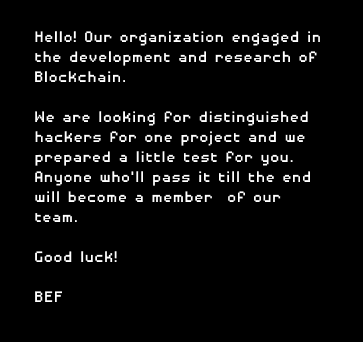 Hello! Our organization engaged in
the development and research of
Blockchain.
We are looking for distinguished
hackers for one project and we
prepared a little test for you.
Anyone who'll pass it till the end
will become a member  of our
team.
Good luck!
BEF